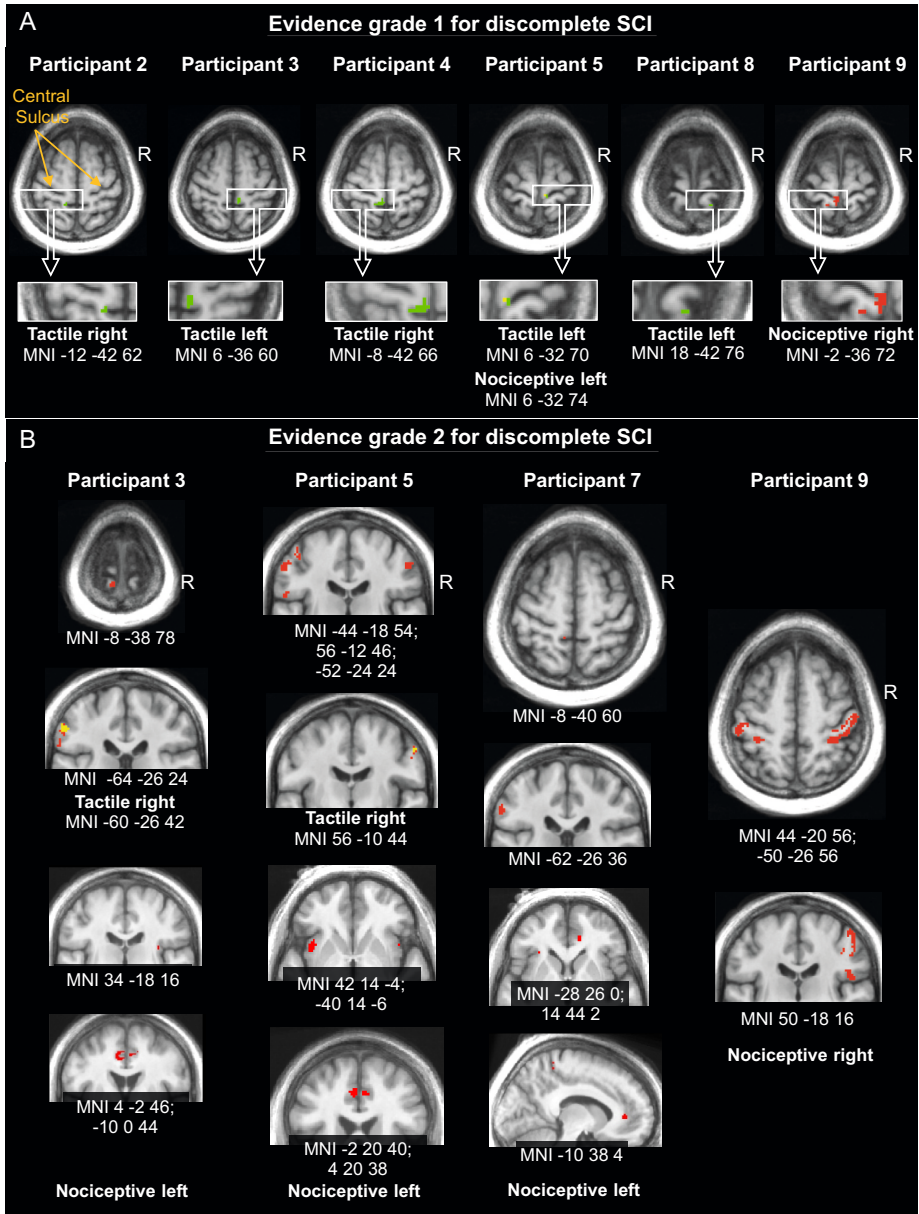 A
Evidence grade 1 for discomplete SCI
Participant 2
Participant 3
Participant 4
Participant 5
Participant 8
Participant 9
Central
Sulcus
R
R
R
R
R
R
Tactile right
MNI -12 -42 62
Tactile left
MNI 6 -36 60
Tactile right
MNI -8 -42 66
Tactile left
MNI 6 -32 70
Nociceptive left
MNI 6 -32 74
Tactile left
MNI 18 -42 76
Nociceptive right
MNI -2 -36 72
B
Evidence grade 2 for discomplete SCI
Participant 3
R
MNI -8 -38 78
MNI -64 -26 24
Tactile right
MNI -60 -26 42
MNI 34 -18 16
MNI 4 -2 46;
-10 0 44
Nociceptive left
Participant 5
R
MNI -44 -18 54;
56 -12 46;
-52 -24 24
Tactile right
MNI 56 -10 44
MNI 42 14 -4;
-40 14 -6
MNI -2 20 40;
4 20 38
Nociceptive left
Participant 7
R
MNI -8 -40 60
MNI -62 -26 36
MNI -28 26 0;
14 44 2
MNI -10 38 4
Nociceptive left
Participant 9
R
MNI 44 -20 56;
-50 -26 56
MNI 50 -18 16
Nociceptive right